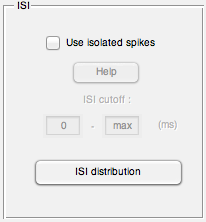 ISI
Use isolated spikes
Help
ISI cutoff :
0 - max (ms)
ISI distribution